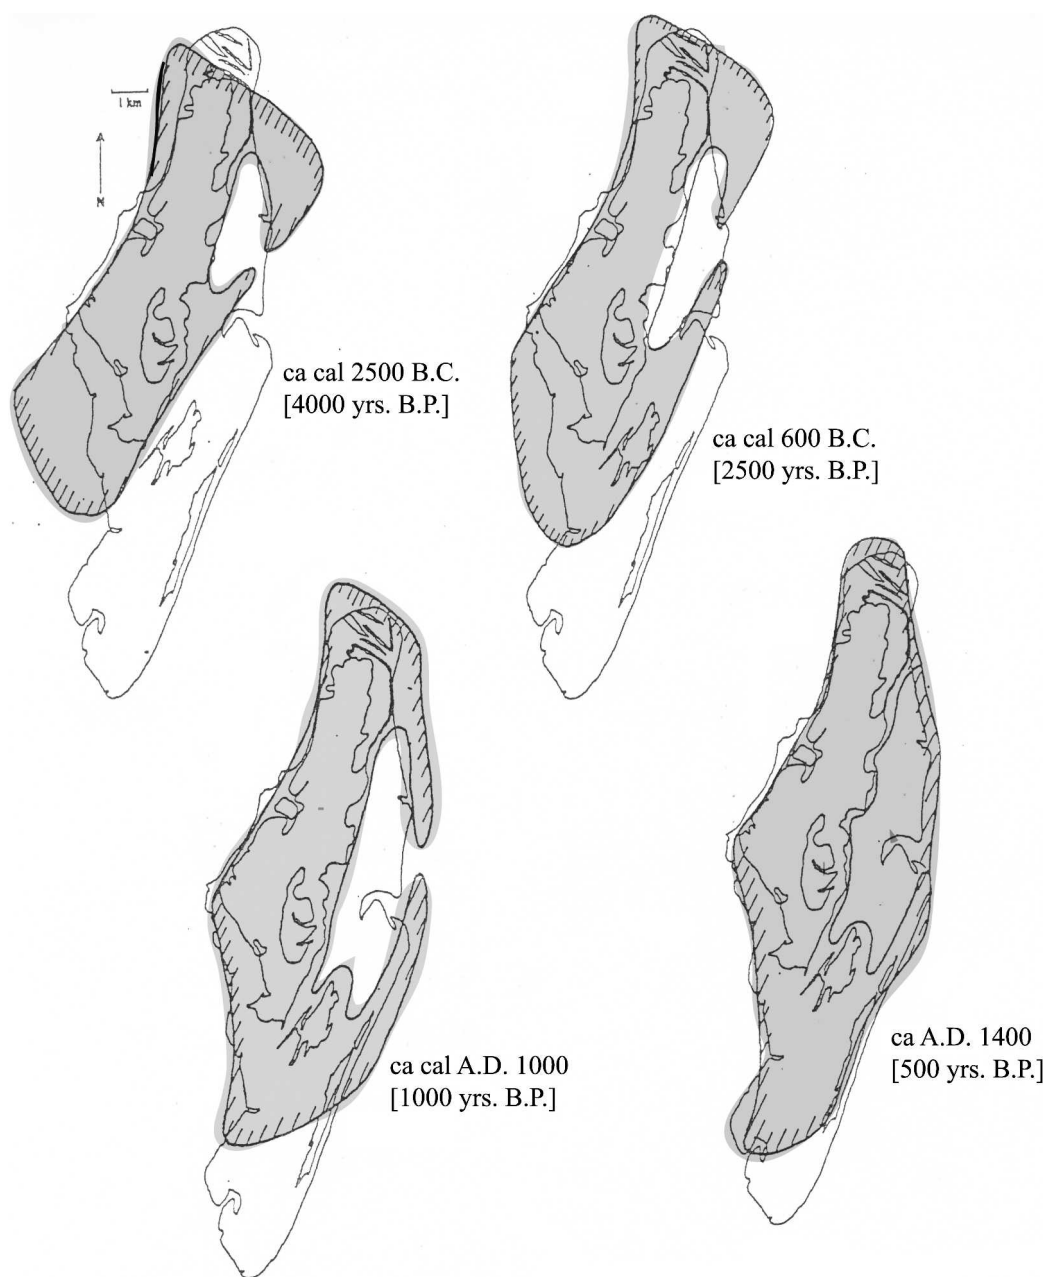 1 km
N
ca cal 2500 B.C.
[4000 yrs. B.P.]
ca cal 600 B.C.
[2500 yrs. B.P.]
ca cal A.D. 1000
[1000 yrs. B.P.]
ca A.D. 1400
[500 yrs. B.P.]